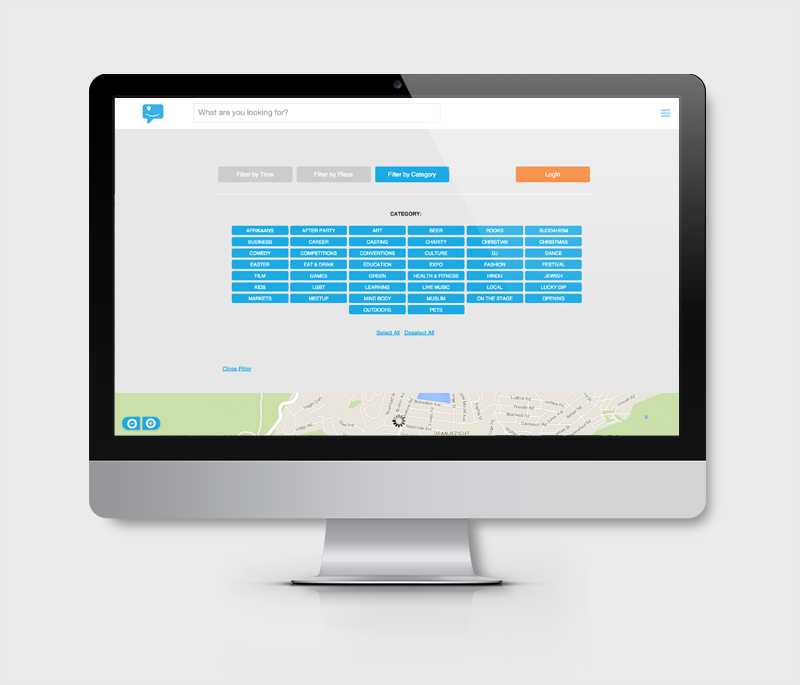 What are you looking for?
Filter by Time Filter by Place Filter by Category Login
CATEGORY:
AFRIKAANS AFTER PARTY ART BEER BOOKS BUDDAHISM
BUSINESS CAREER CASTING CHARITY CHRISTIAN CHRISTMAS
COMEDY COMPETITIONS CONVENTIONS CULTURE DJ DANCE
EASTER EAT & DRINK EDUCATION EXPO FASHION FESTIVAL
FILM GAMES GREEN HEALTH & FITNESS HINDU JEWISH
KIDS LGBT LEARNING LIVE MUSIC LOCAL LUCKY DIP
MARKETS MEETUP MIND BODY MUSLIM ON THE STAGE OPENING
OUTDOORS PETS
Select All Deselect All
Close Filter
ORANJEZICHT